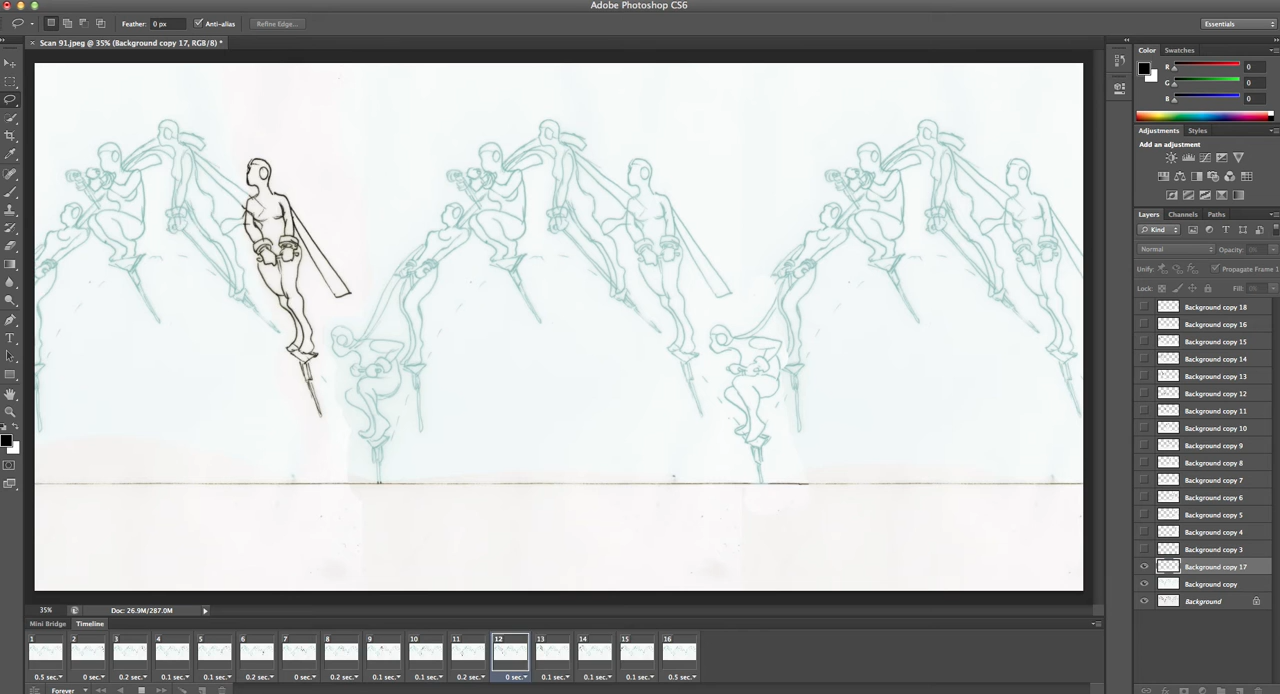 Adobe Photoshop CS6
Feather: 0 px Anti-alias Refine Edge... Essentials
× Scan 91.jpeg @ 35% (Background copy 17, RGB/8) *
Color Swatches
R 0
G 0
B 0
Adjustments Styles
Add an adjustment
Layers Channels Paths
Kind
Normal Opacity: 0%
Unify: Propagate Frame 1
Lock: Fill: 0%
Background copy 18
Background copy 16
Background copy 15
Background copy 14
Background copy 13
Background copy 12
Background copy 11
Background copy 10
Background copy 9
Background copy 8
Background copy 7
Background copy 6
Background copy 5
Background copy 4
Background copy 3
Background copy 17
Background copy
Background
35% Doc: 26.9M/287.0M
Mini Bridge Timeline
1 2 3 4 5 6 7 8 9 10 11 12 13 14 15 16
0.5 sec. 0 sec. 0.2 sec. 0.1 sec. 0.1 sec. 0.2 sec. 0.1 sec. 0.2 sec. 0.1 sec. 0.1 sec. 0.2 sec. 0 sec. 0.1 sec. 0.1 sec. 0.1 sec. 0.5 sec.
Forever